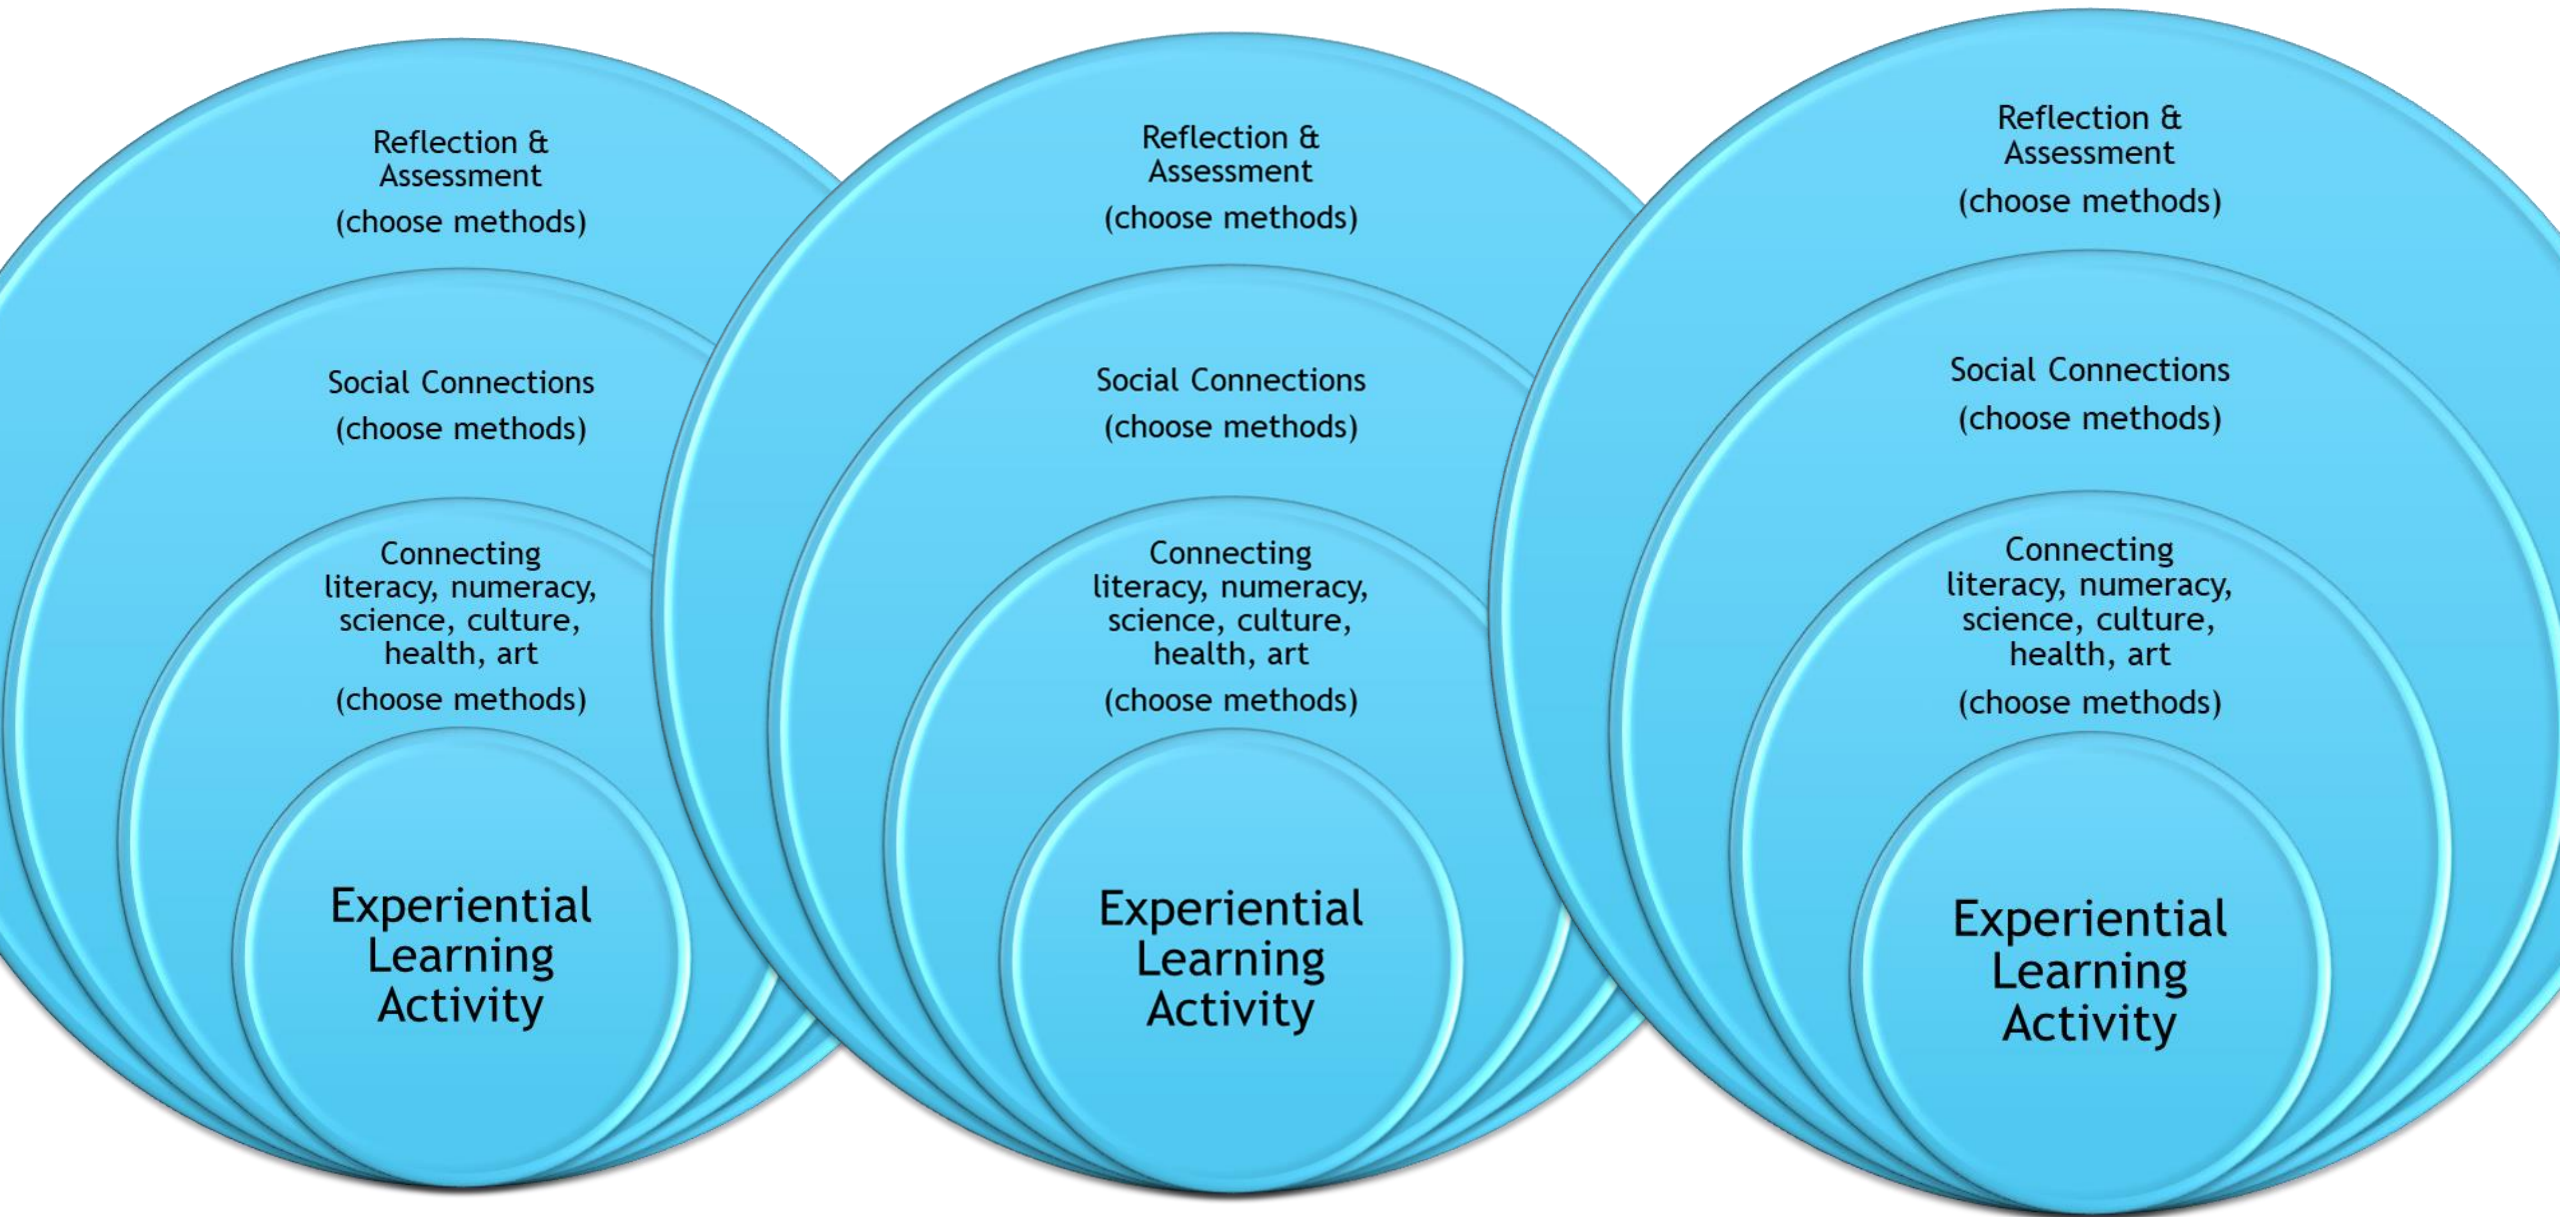 Reflection &
Assessment
(choose methods)
Social Connections
(choose methods)
Connecting
literacy, numeracy,
science, culture,
health, art
(choose methods)
Experiential
Learning
Activity
Reflection &
Assessment
(choose methods)
Social Connections
(choose methods)
Connecting
literacy, numeracy,
science, culture,
health, art
(choose methods)
Experiential
Learning
Activity
Reflection &
Assessment
(choose methods)
Social Connections
(choose methods)
Connecting
literacy, numeracy,
science, culture,
health, art
(choose methods)
Experiential
Learning
Activity